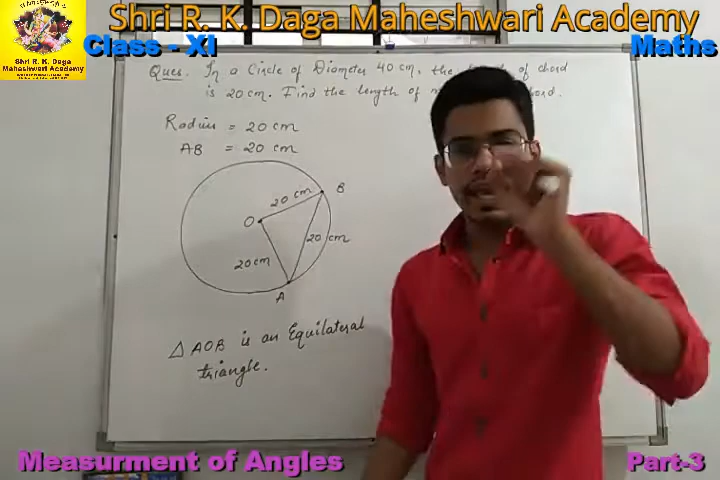 Shri R. K. Daga Maheshwari Academy
Class - XI
Maths
Shri R. K. Daga
Maheshwari Academy
Ques. In a Circle of Diameter 40 cm, the of chord
is 20 cm. Find the length of
Radius = 20 cm
AB = 20 cm
20 cm
B
O
20 cm
20 cm
A
△ AOB is an Equilateral
triangle.
Measurment of Angles
Part-3